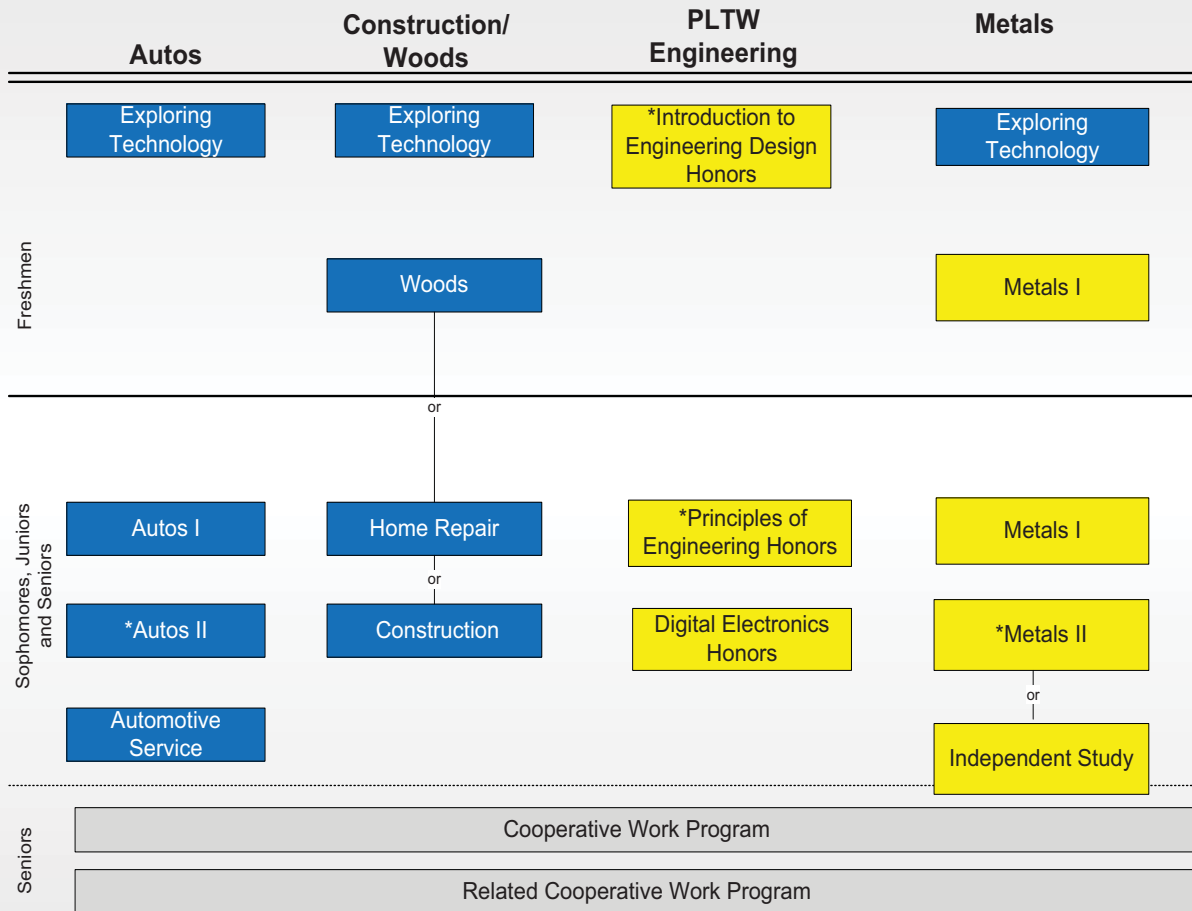 Autos
Construction/
Woods
PLTW
Engineering
Metals
Freshmen
Exploring
Technology
Exploring
Technology
*Introduction to
Engineering Design
Honors
Exploring
Technology
Woods
Metals I
or
Sophomores, Juniors
and Seniors
Autos I
Home Repair
*Principles of
Engineering Honors
Metals I
or
*Autos II
Construction
Digital Electronics
Honors
*Metals II
or
Automotive
Service
Independent Study
Seniors
Cooperative Work Program
Related Cooperative Work Program